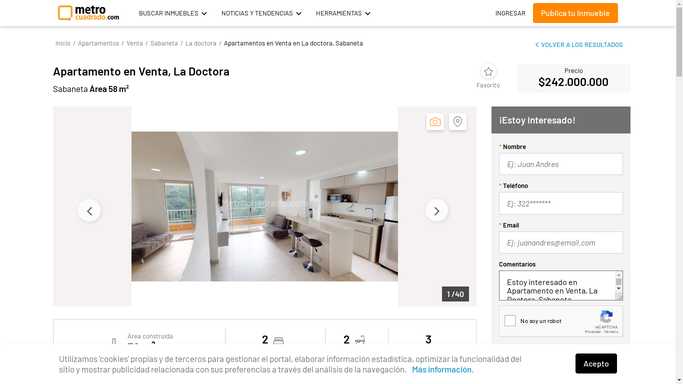 metro
cuadrado.com
BUSCAR INMUEBLES
NOTICIAS Y TENDENCIAS
HERRAMIENTAS
INGRESAR
Publica tu Inmueble
Inicio / Apartamentos / Venta / Sabaneta / La doctora / Apartamentos en Venta en La doctora, Sabaneta
VOLVER A LOS RESULTADOS
Apartamento en Venta, La Doctora
Sabaneta Área 58 m²
Favorito
Precio
$242.000.000
¡Estoy Interesado!
* Nombre
Ej: Juan Andres
* Teléfono
Ej: 322*******
* Email
Ej: juanandres@email.com
Comentarios
Estoy interesado en
Apartamento en Venta, La
Doctora, Sabaneta
No soy un robot
reCAPTCHA
Privacidad - Términos
1 / 40
Área construida
2
2
3
Utilizamos 'cookies' propias y de terceros para gestionar el portal, elaborar información estadística, optimizar la funcionalidad del
sitio y mostrar publicidad relacionada con sus preferencias a través del análisis de la navegación. Más información.
Acepto